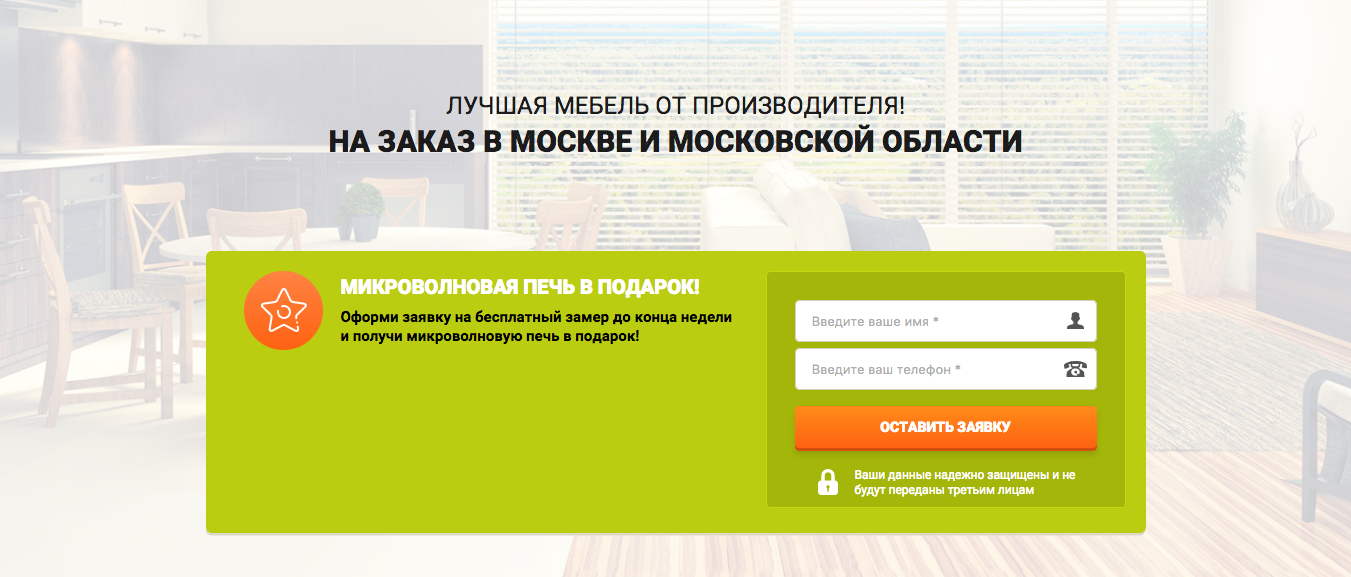 ЛУЧШАЯ МЕБЕЛЬ ОТ ПРОИЗВОДИТЕЛЯ!
НА ЗАКАЗ В МОСКВЕ И МОСКОВСКОЙ ОБЛАСТИ
МИКРОВОЛНОВАЯ ПЕЧЬ В ПОДАРОК!
Оформи заявку на бесплатный замер до конца недели
и получи микроволновую печь в подарок!
Введите ваше имя *
Введите ваш телефон *
ОСТАВИТЬ ЗАЯВКУ
Ваши данные надежно защищены и не
будут переданы третьим лицам